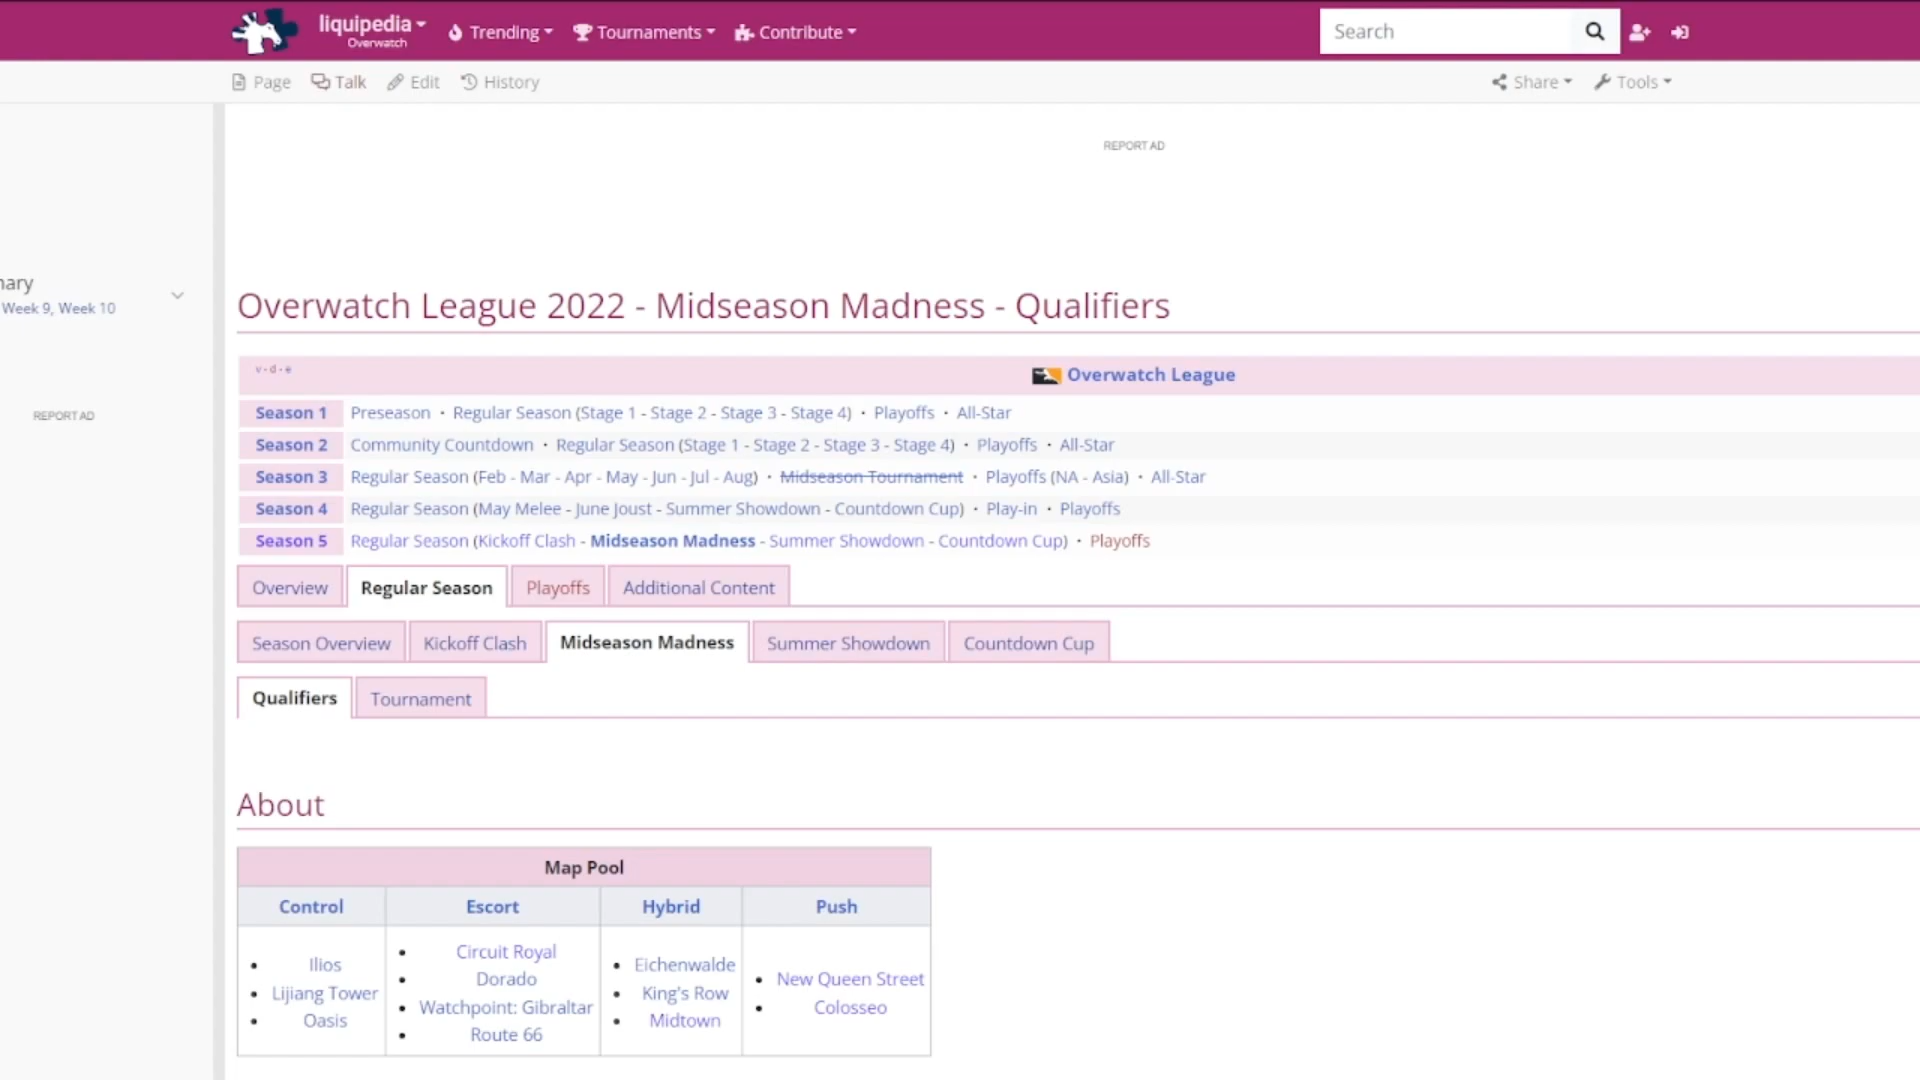 liquipedia
Overwatch
Trending
Tournaments
Contribute
Search
Page
Talk
Edit
History
Share
Tools
REPORT AD
Week 9, Week 10
REPORT AD
Overwatch League 2022 - Midseason Madness - Qualifiers
v · d · e
Overwatch League
Season 1 Preseason · Regular Season (Stage 1 - Stage 2 - Stage 3 - Stage 4) · Playoffs · All-Star
Season 2 Community Countdown · Regular Season (Stage 1 - Stage 2 - Stage 3 - Stage 4) · Playoffs · All-Star
Season 3 Regular Season (Feb - Mar - Apr - May - Jun - Jul - Aug) · Midseason Tournament · Playoffs (NA - Asia) · All-Star
Season 4 Regular Season (May Melee - June Joust - Summer Showdown - Countdown Cup) · Play-in · Playoffs
Season 5 Regular Season (Kickoff Clash - Midseason Madness - Summer Showdown - Countdown Cup) · Playoffs
Overview Regular Season Playoffs Additional Content
Season Overview Kickoff Clash Midseason Madness Summer Showdown Countdown Cup
Qualifiers Tournament
About
Map Pool
Control Escort Hybrid Push
Ilios
Lijiang Tower
Oasis
Circuit Royal
Dorado
Watchpoint: Gibraltar
Route 66
Eichenwalde
King's Row
Midtown
New Queen Street
Colosseo